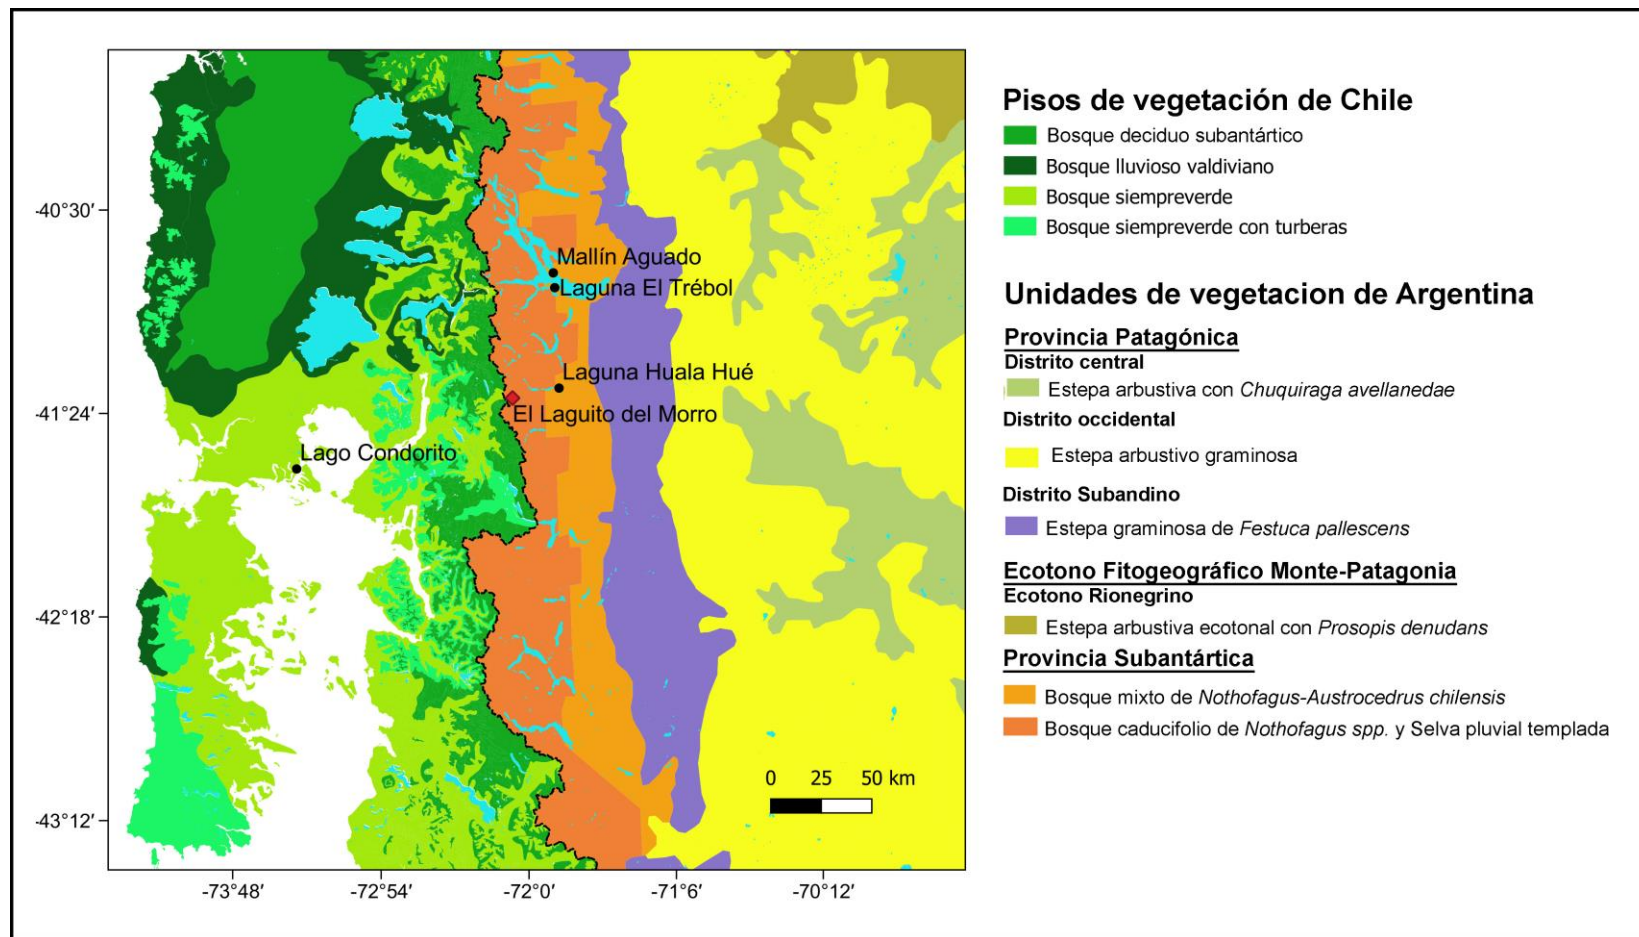 Pisos de vegetación de Chile
Bosque deciduo subantártico
Bosque lluvioso valdiviano
Bosque siempreverde
Bosque siempreverde con turberas
Unidades de vegetacion de Argentina
Provincia Patagónica
Distrito central
Estepa arbustiva con Chuquiraga avellanedae
Distrito occidental
Estepa arbustivo graminosa
Distrito Subandino
Estepa graminosa de Festuca pallescens
Ecotono Fitogeográfico Monte-Patagonia
Ecotono Rionegrino
Estepa arbustiva ecotonal con Prosopis denudans
Provincia Subantártica
Bosque mixto de Nothofagus-Austrocedrus chilensis
Bosque caducifolio de Nothofagus spp. y Selva pluvial templada
-40°30′
-41°24′
-42°18′
-43°12′
Mallín Aguado
Laguna El Trébol
Laguna Huala Hué
El Laguito del Morro
Lago Condorito
0 25 50 km
-73°48′ -72°54′ -72°0′ -71°6′ -70°12′